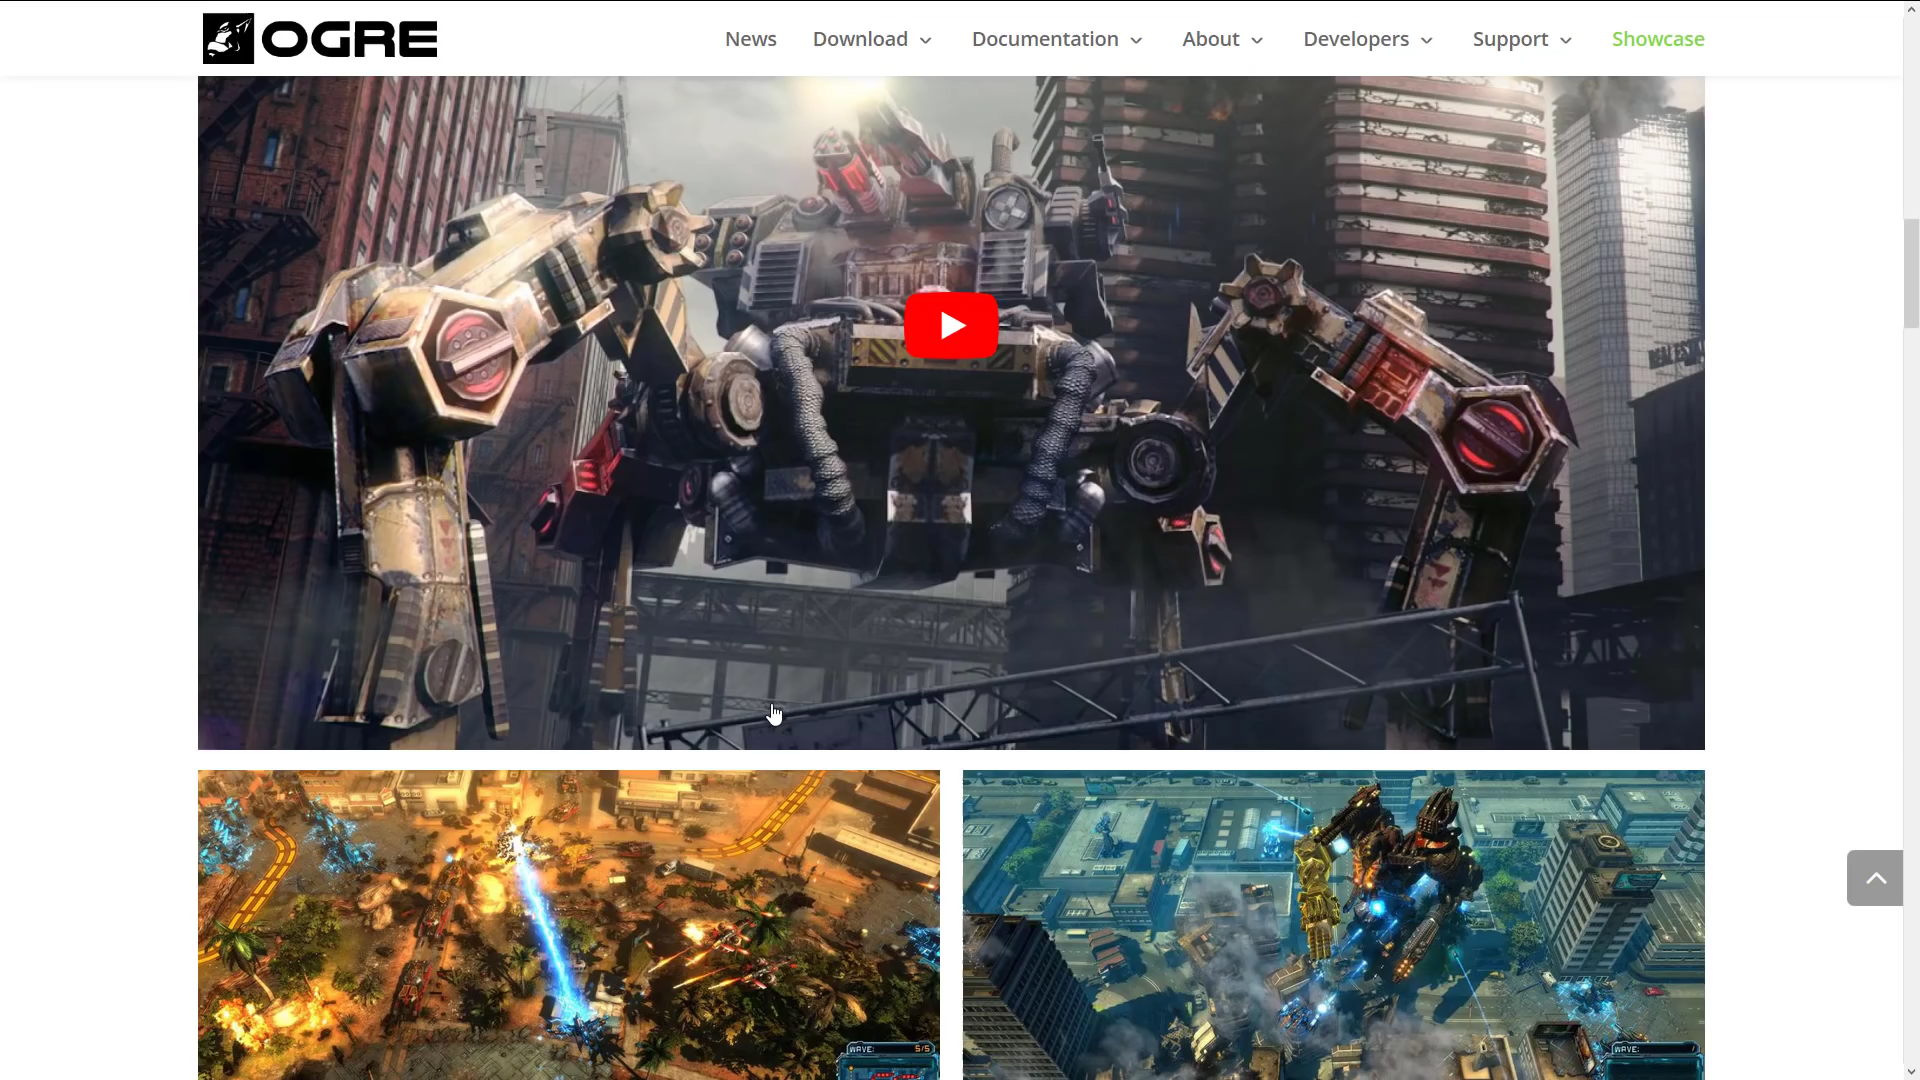 OGRE
News
Download
Documentation
About
Developers
Support
Showcase
WAVE: 5/5
WAVE: